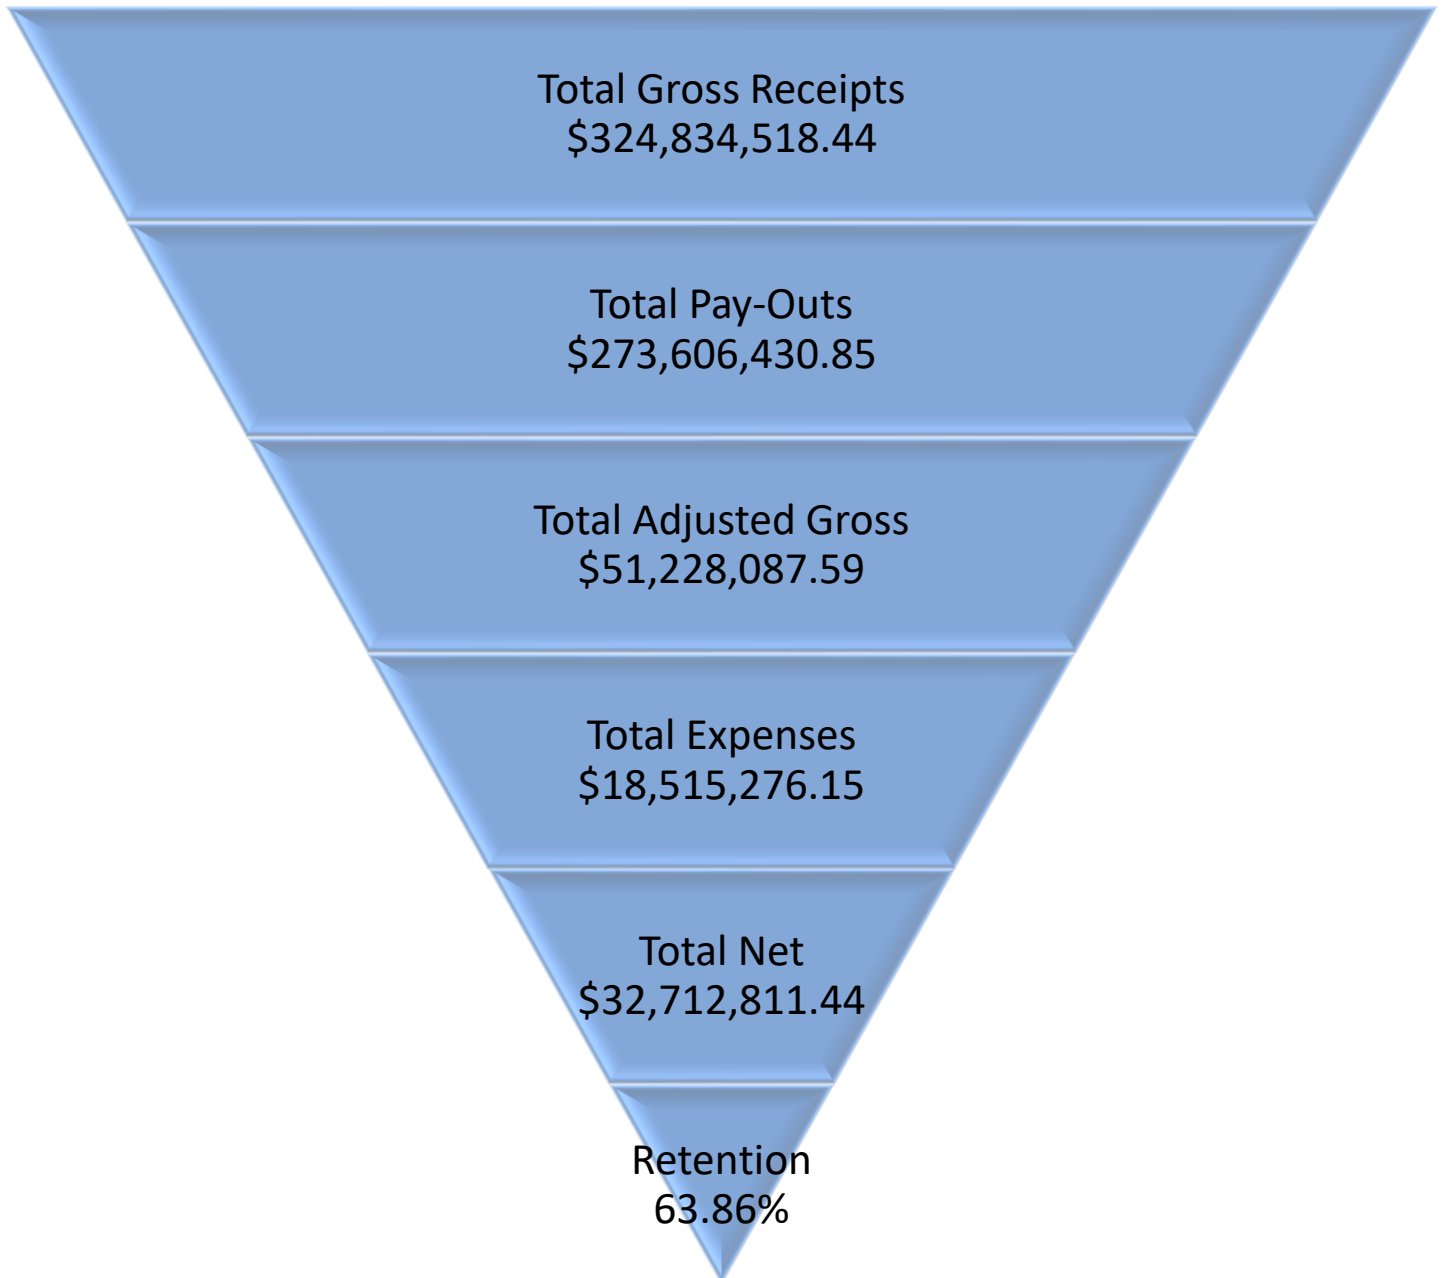 Total Gross Receipts
$324,834,518.44
Total Pay-Outs
$273,606,430.85
Total Adjusted Gross
$51,228,087.59
Total Expenses
$18,515,276.15
Total Net
$32,712,811.44
Retention
63.86%